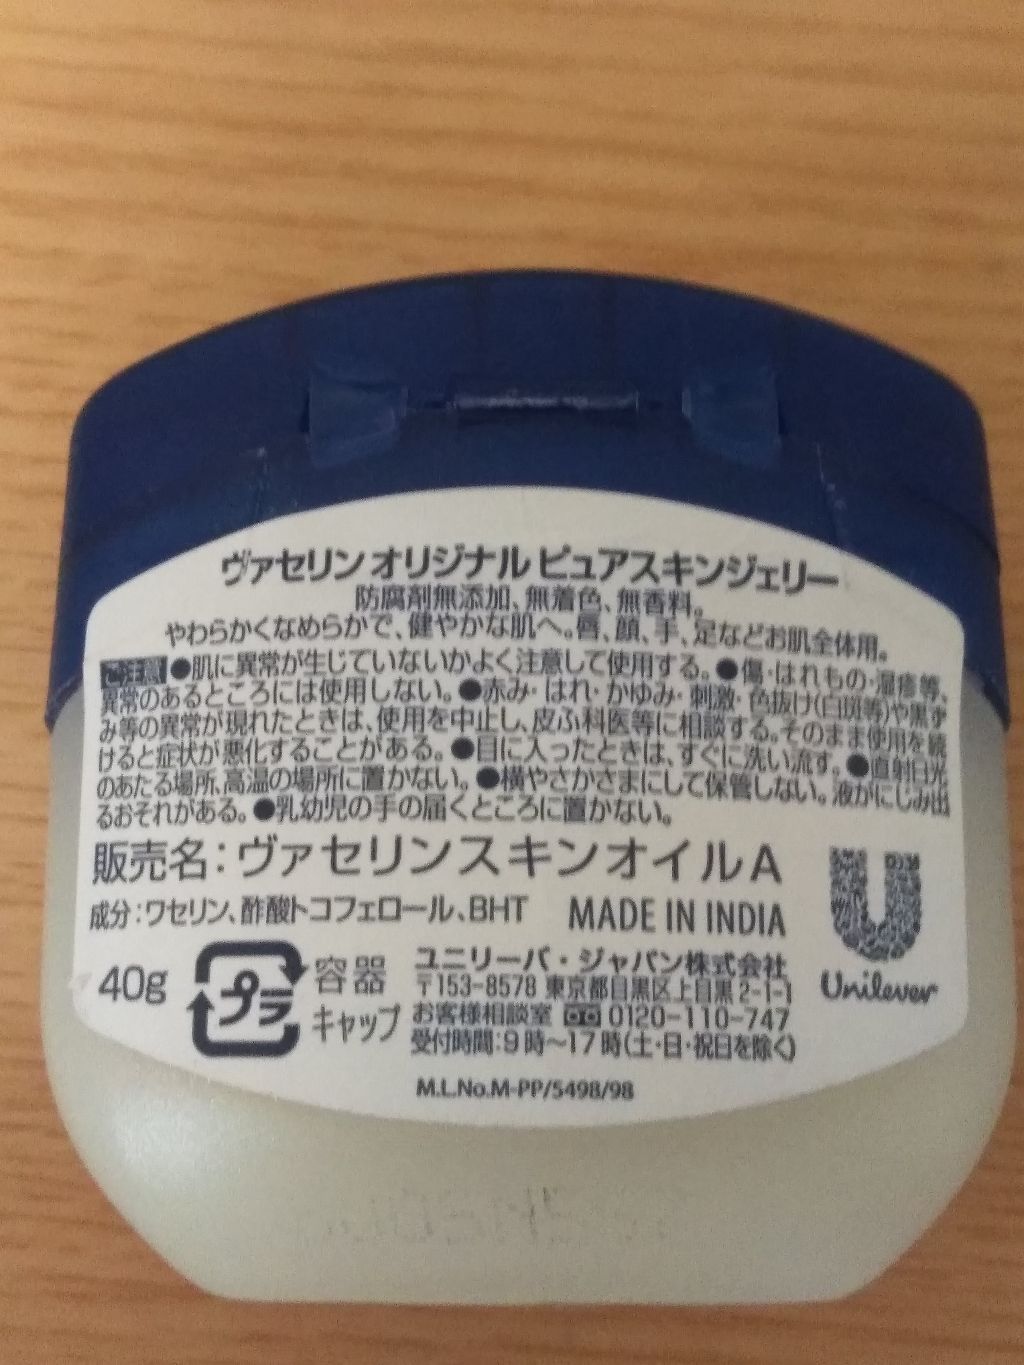 ヴァセリン オリジナル ピュアスキンジェリー
防腐剤無添加、無着色、無香料。
やわらかくなめらかで、健やかな肌へ。唇、顔、手、足などお肌全体用。
ご注意 ●肌に異常が生じていないかよく注意して使用する。●傷・はれもの・湿疹等、
異常のあるところには使用しない。●赤み・はれ・かゆみ・刺激・色抜け(白斑等)や黒ず
み等の異常が現れたときは、使用を中止し、皮ふ科医等に相談する。そのまま使用を続
けると症状が悪化することがある。●目に入ったときは、すぐに洗い流す。●直射日光
のあたる場所、高温の場所に置かない。●横やさかさまにして保管しない。液がにじみ出
るおそれがある。●乳幼児の手の届くところに置かない。
販売名：ヴァセリンスキンオイルA
成分：ワセリン、酢酸トコフェロール、BHT MADE IN INDIA
40g
プラ
容器
キャップ
ユニリーバ・ジャパン株式会社
〒153-8578 東京都目黒区上目黒2-1-1
お客様相談室 0120-110-747
受付時間：9時〜17時(土・日・祝日を除く)
Unilever
M.L.No.M-PP/5498/98